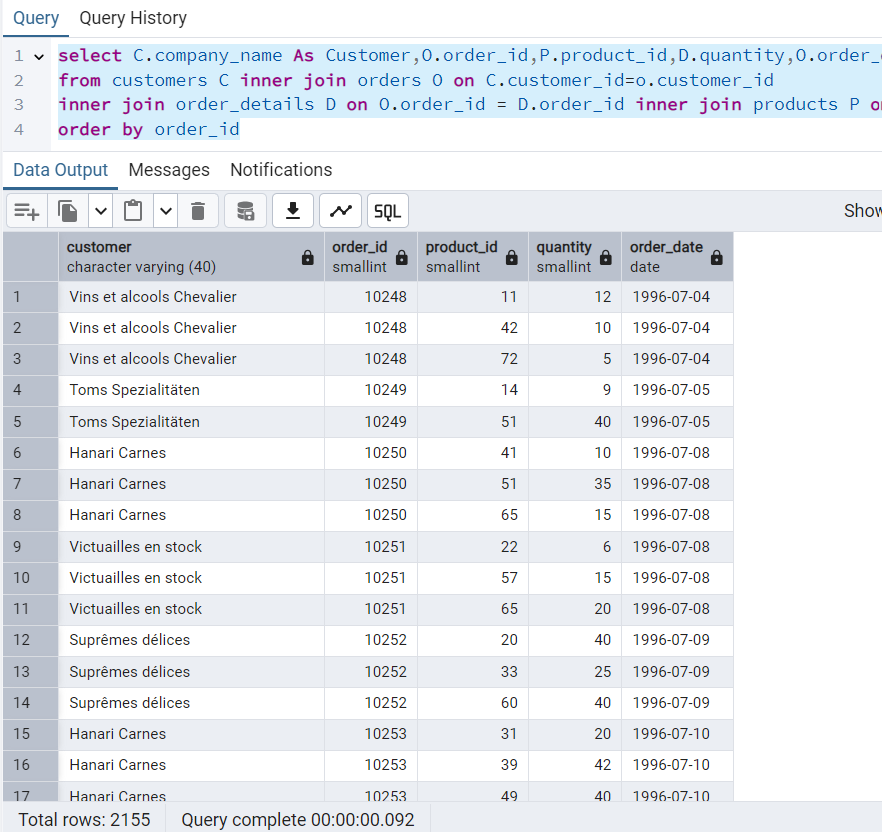 Query Query History
1 select C.company_name As Customer,O.order_id,P.product_id,D.quantity,O.order_
2 from customers C inner join orders O on C.customer_id=o.customer_id
3 inner join order_details D on O.order_id = D.order_id inner join products P on
4 order by order_id
Data Output Messages Notifications
SQL Show
customer order_id product_id quantity order_date
character varying (40) smallint smallint smallint date
1 Vins et alcools Chevalier 10248 11 12 1996-07-04
2 Vins et alcools Chevalier 10248 42 10 1996-07-04
3 Vins et alcools Chevalier 10248 72 5 1996-07-04
4 Toms Spezialitäten 10249 14 9 1996-07-05
5 Toms Spezialitäten 10249 51 40 1996-07-05
6 Hanari Carnes 10250 41 10 1996-07-08
7 Hanari Carnes 10250 51 35 1996-07-08
8 Hanari Carnes 10250 65 15 1996-07-08
9 Victuailles en stock 10251 22 6 1996-07-08
10 Victuailles en stock 10251 57 15 1996-07-08
11 Victuailles en stock 10251 65 20 1996-07-08
12 Suprêmes délices 10252 20 40 1996-07-09
13 Suprêmes délices 10252 33 25 1996-07-09
14 Suprêmes délices 10252 60 40 1996-07-09
15 Hanari Carnes 10253 31 20 1996-07-10
16 Hanari Carnes 10253 39 42 1996-07-10
17 Hanari Carnes 10253 49 40 1996-07-10
Total rows: 2155 Query complete 00:00:00.092